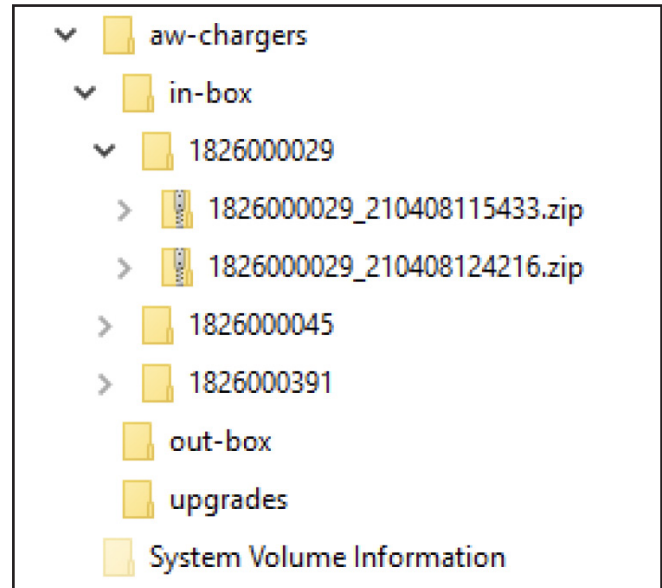 aw-chargers
in-box
1826000029
1826000029_210408115433.zip
1826000029_210408124216.zip
1826000045
1826000391
out-box
upgrades
System Volume Information